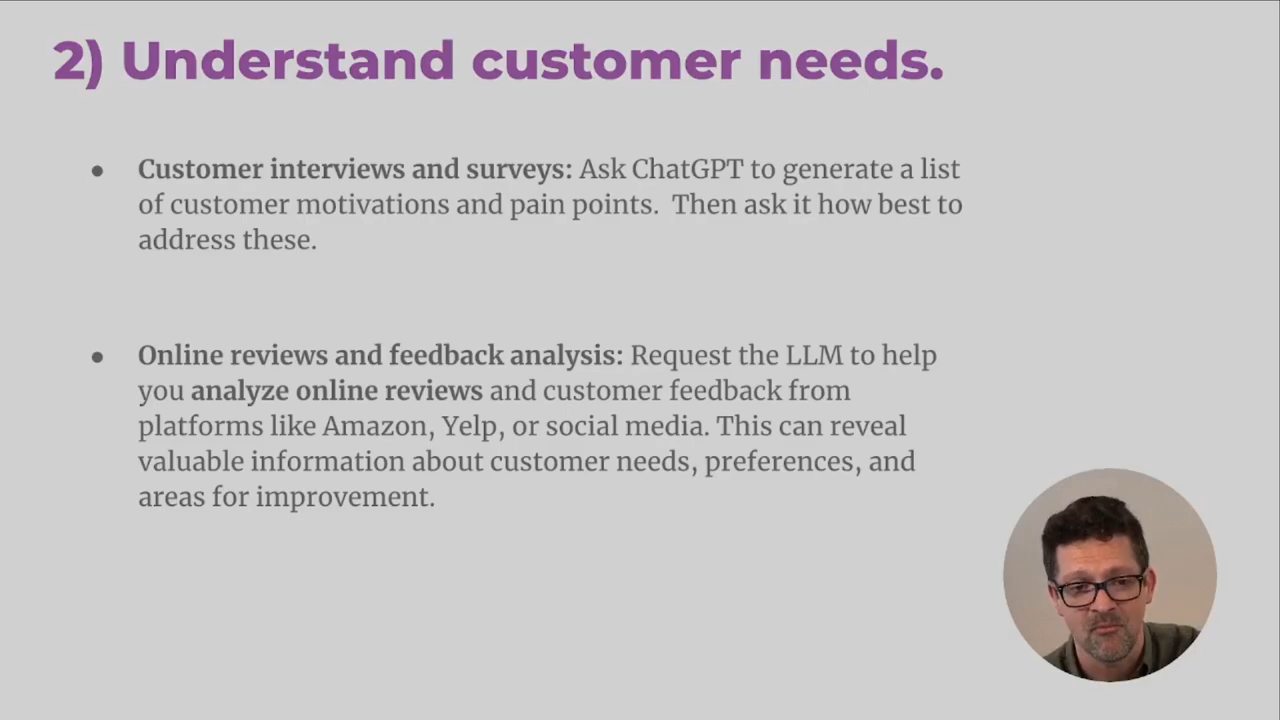 2) Understand customer needs.
● Customer interviews and surveys: Ask ChatGPT to generate a list
of customer motivations and pain points.  Then ask it how best to
address these.
● Online reviews and feedback analysis: Request the LLM to help
you analyze online reviews and customer feedback from
platforms like Amazon, Yelp, or social media. This can reveal
valuable information about customer needs, preferences, and
areas for improvement.